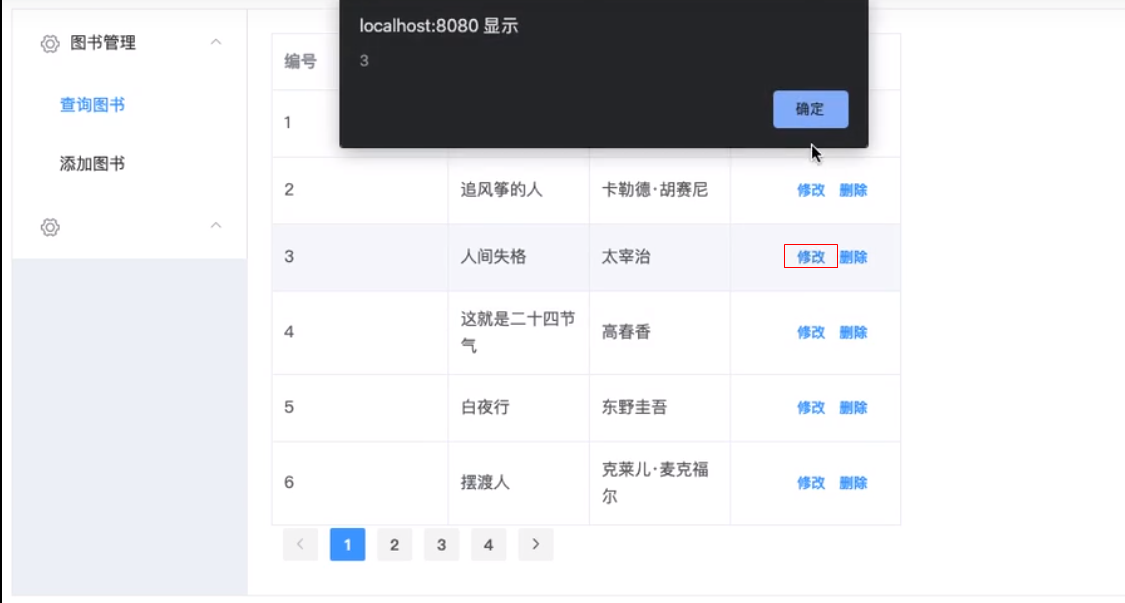 localhost:8080 显示
3
确定
图书管理
查询图书
添加图书
编号
1
2 追风筝的人 卡勒德·胡赛尼 修改 删除
3 人间失格 太宰治 修改 删除
4 这就是二十四节 高春香 修改 删除
气
5 白夜行 东野圭吾 修改 删除
6 摆渡人 克莱儿·麦克福 修改 删除
尔
1 2 3 4